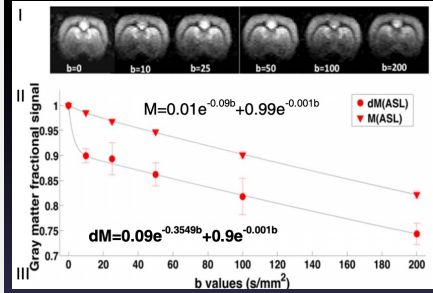 I
b=0 b=10 b=25 b=50 b=100 b=200
II
Gray matter fractional signal
1
0.95
0.9
0.85
0.8
0.75
0.7
M=0.01e^-0.09b+0.99e^-0.001b
dM(ASL)
M(ASL)
dM=0.09e^-0.3549b+0.9e^-0.001b
III
0 20 40 60 80 100 120 140 160 180 200
b values (s/mm²)